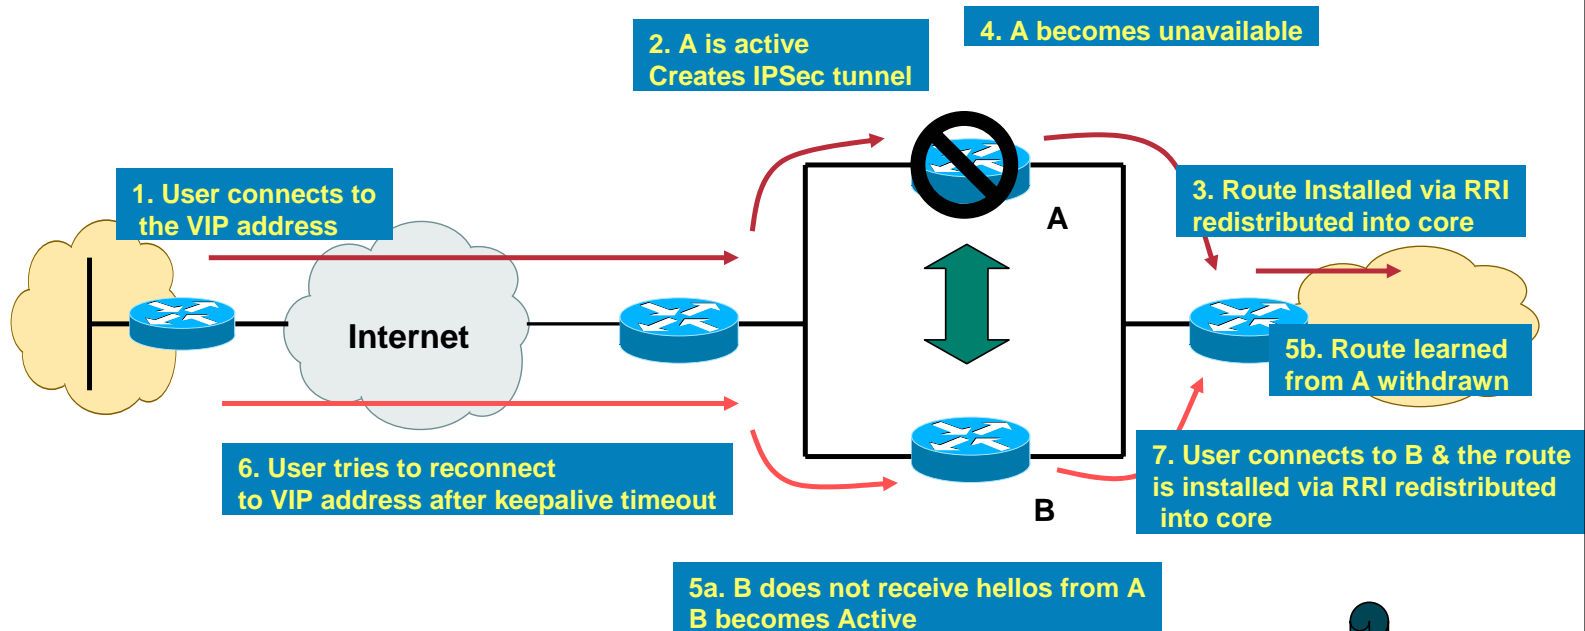 4. A becomes unavailable
2. A is active
Creates IPSec tunnel
1. User connects to
the VIP address
3. Route Installed via RRI
redistributed into core
A
Internet
5b. Route learned
from A withdrawn
6. User tries to reconnect
to VIP address after keepalive timeout
7. User connects to B & the route
is installed via RRI redistributed
into core
B
5a. B does not receive hellos from A
B becomes Active